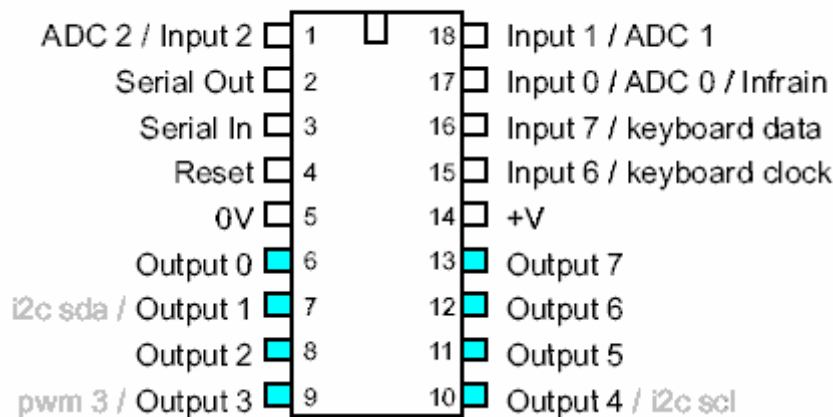 ADC 2 / Input 2 1 18 Input 1 / ADC 1
Serial Out 2 17 Input 0 / ADC 0 / Infrain
Serial In 3 16 Input 7 / keyboard data
Reset 4 15 Input 6 / keyboard clock
0V 5 14 +V
Output 0 6 13 Output 7
i2c sda / Output 1 7 12 Output 6
Output 2 8 11 Output 5
pwm 3 / Output 3 9 10 Output 4 / i2c scl